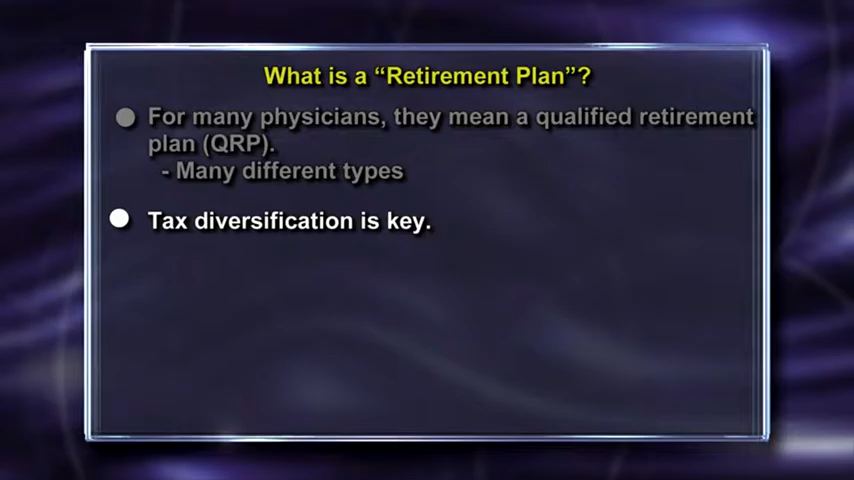 What is a “Retirement Plan”?
For many physicians, they mean a qualified retirement
plan (QRP).
- Many different types
Tax diversification is key.